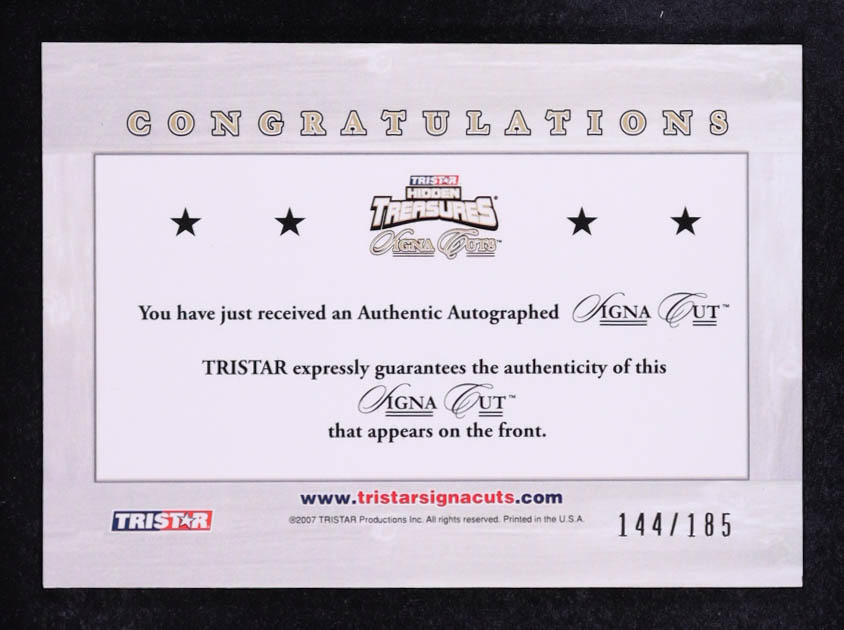 CONGRATULATIONS
TRISTAR
HIDDEN
TREASURES®
SIGNA CUTS™
You have just received an Authentic Autographed SIGNA CUT™
TRISTAR expressly guarantees the authenticity of this
SIGNA CUT™
that appears on the front.
www.tristarsignacuts.com
TRISTAR
©2007 TRISTAR Productions Inc. All rights reserved. Printed in the U.S.A.
144/185